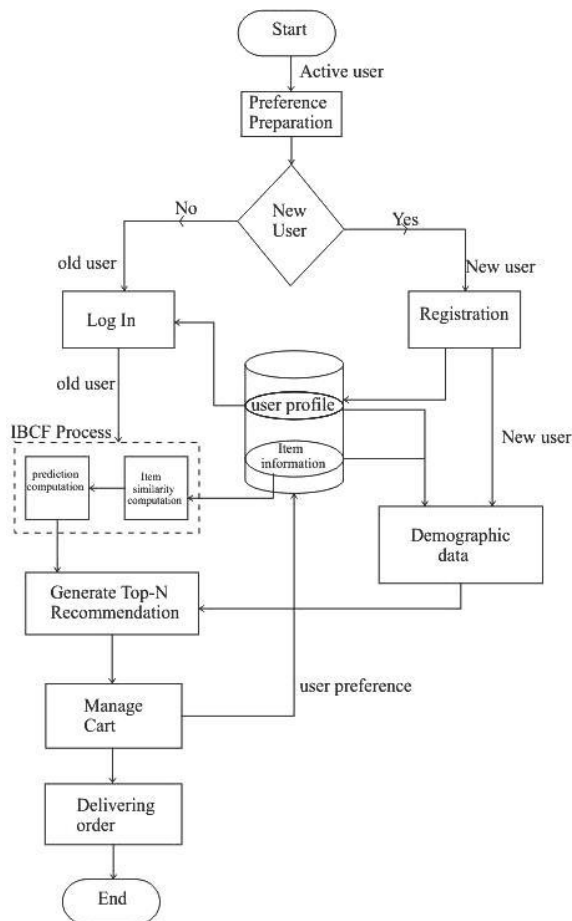 Start
Active user
Preference
Preparation
New
User
No
Yes
old user
New user
Log In
Registration
old user
user profile
IBCF Process
Item
information
New user
prediction
computation
Item
similarity
computation
Demographic
data
Generate Top-N
Recommendation
user preference
Manage
Cart
Delivering
order
End